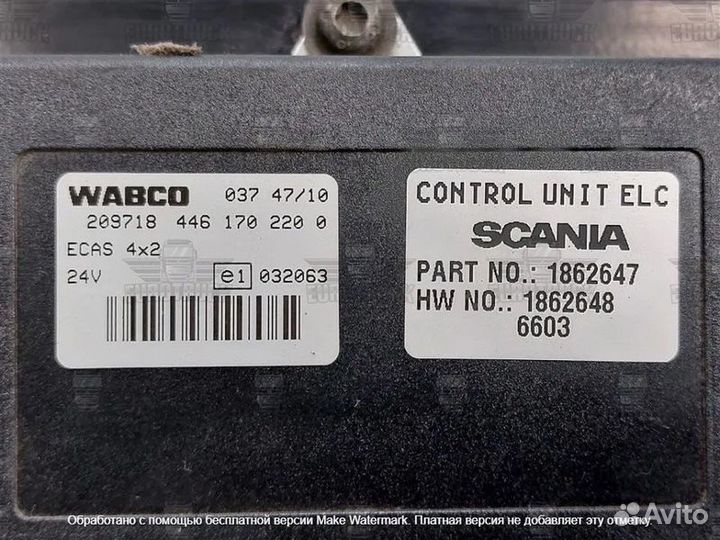 WABCO 037 47/10
209718 446 170 220 0
ECAS 4x2
24V e1 032063
CONTROL UNIT ELC
SCANIA
PART NO.: 1862647
HW NO.: 1862648
6603
EUROTRUCK
Обработано с помощью бесплатной версии Make Watermark. Платная версия не добавляет эту отметку.
Avito